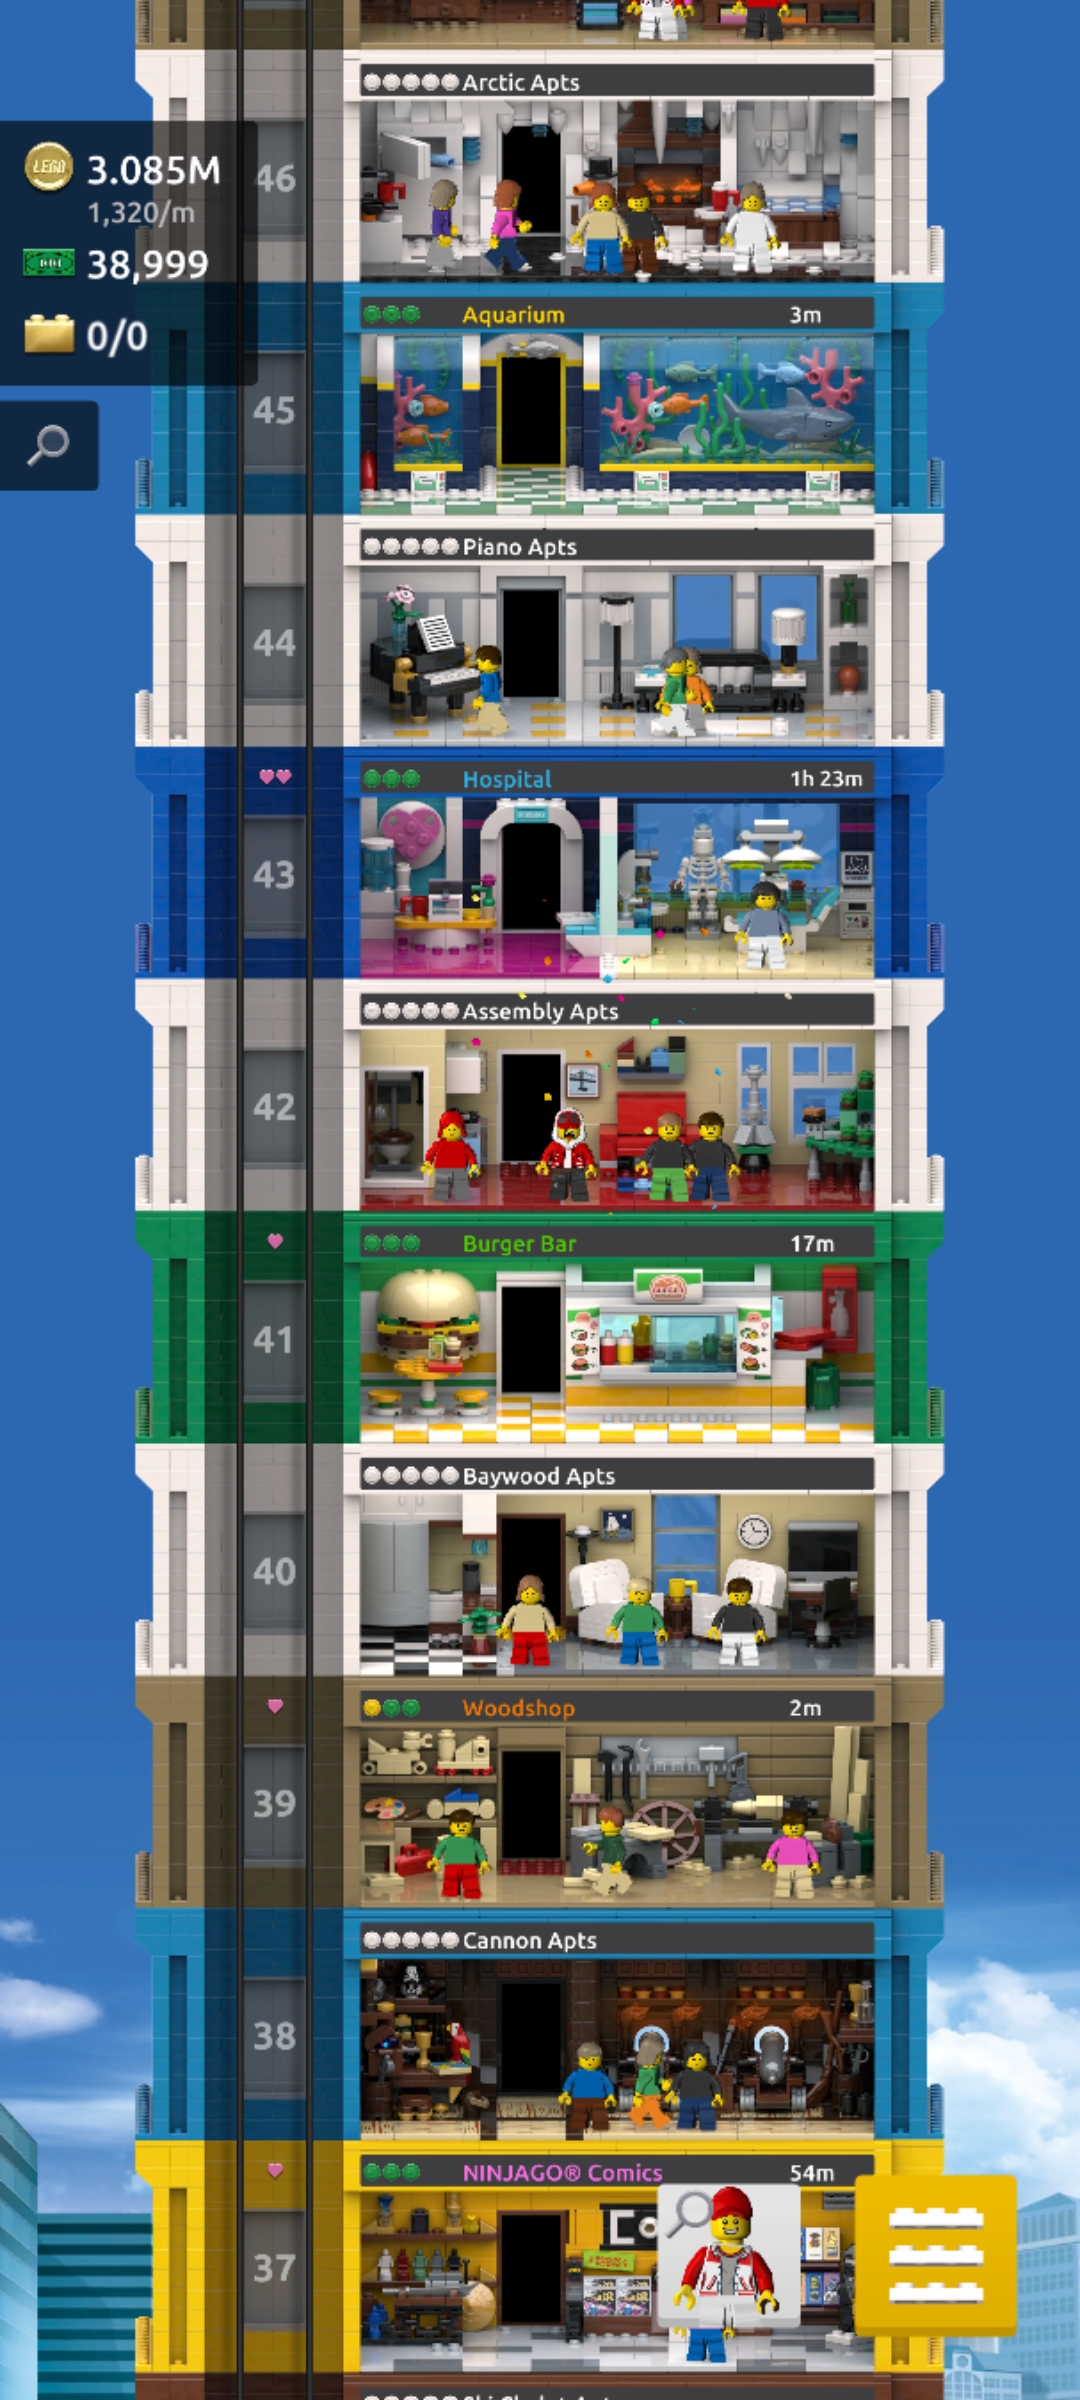 Arctic Apts
46
LEGO
3.085M
1,320/m
38,999
0/0
Aquarium 3m
45
Piano Apts
44
Hospital 1h 23m
43
Assembly Apts
42
Burger Bar 17m
41
Baywood Apts
40
Woodshop 2m
39
Cannon Apts
38
NINJAGO® Comics 54m
37